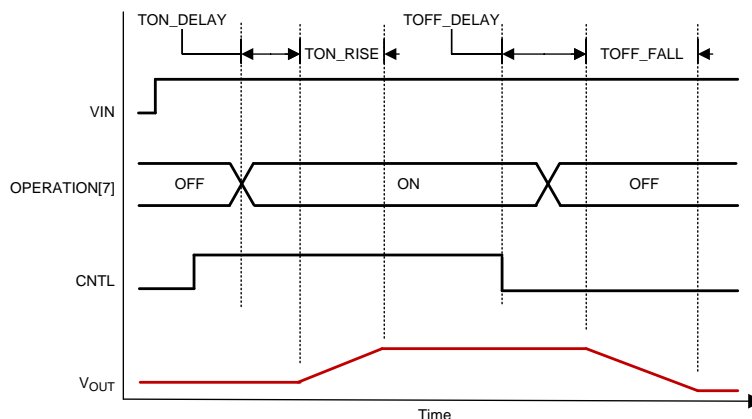 TON_DELAY
TOFF_DELAY
TON_RISE
TOFF_FALL
VIN
OPERATION[7]
OFF
ON
OFF
CNTL
VOUT
Time